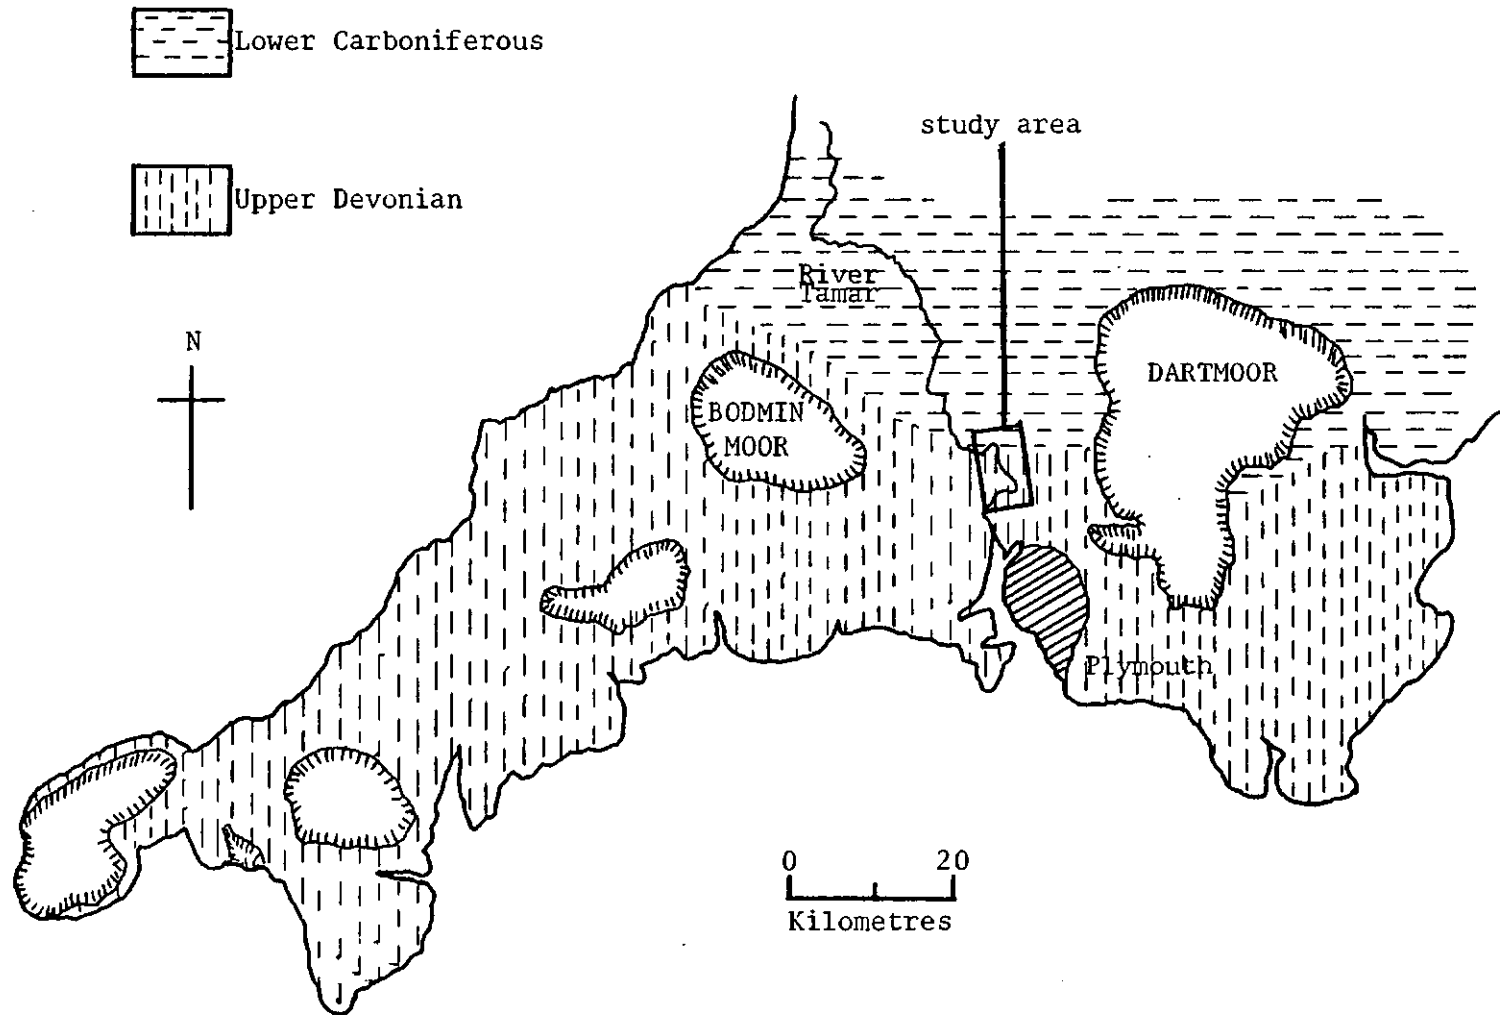 Lower Carboniferous
study area
Upper Devonian
River
Tamar
N
DARTMOOR
BODMIN
MOOR
Plymouth
0 20
Kilometres